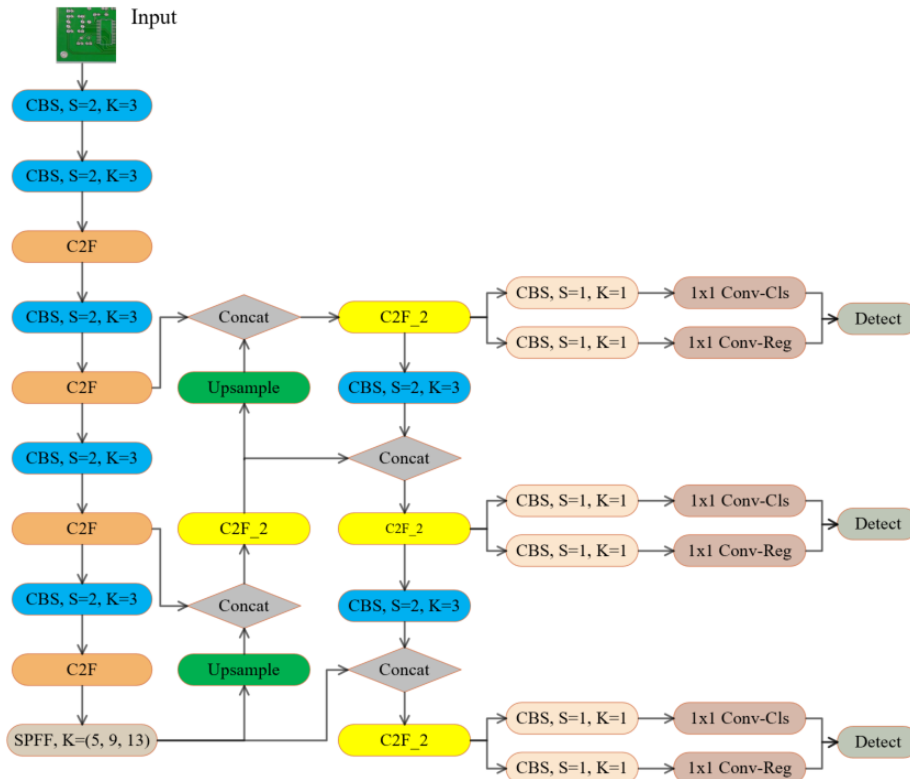 Input
CBS, S=2, K=3
CBS, S=2, K=3
C2F
CBS, S=2, K=3
C2F
CBS, S=2, K=3
C2F
CBS, S=2, K=3
C2F
SPFF, K=(5, 9, 13)
Concat
Upsample
C2F_2
Concat
Upsample
C2F_2
CBS, S=2, K=3
Concat
C2F_2
CBS, S=2, K=3
Concat
C2F_2
CBS, S=1, K=1
1x1 Conv-Cls
CBS, S=1, K=1
1x1 Conv-Reg
Detect
CBS, S=1, K=1
1x1 Conv-Cls
CBS, S=1, K=1
1x1 Conv-Reg
Detect
CBS, S=1, K=1
1x1 Conv-Cls
CBS, S=1, K=1
1x1 Conv-Reg
Detect